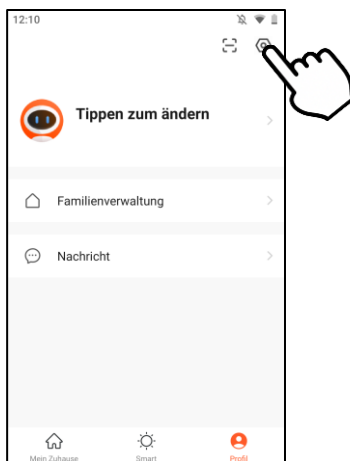 12:10
Tippen zum ändern
Familienverwaltung
Nachricht
Mein Zuhause
Smart
Profil